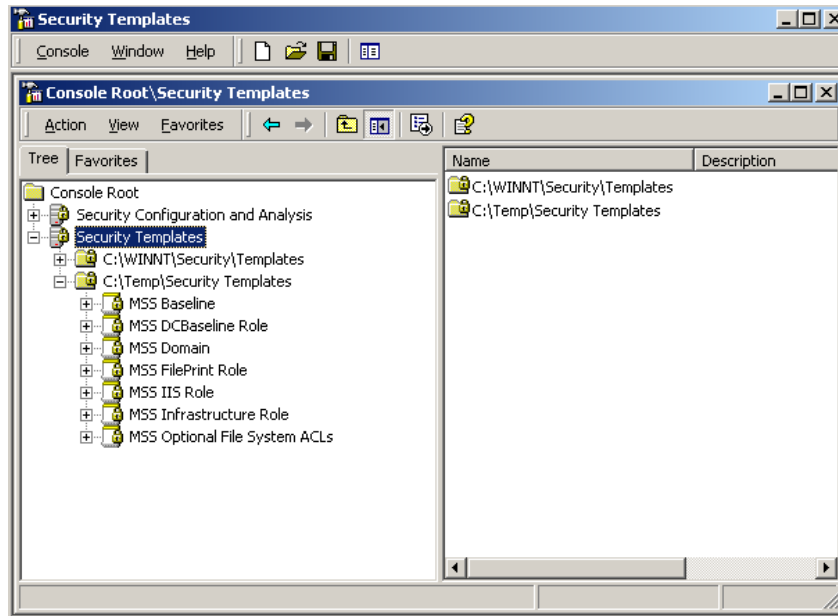 Security Templates
Console Window Help
Console Root\Security Templates
Action View Favorites
Tree Favorites
Name Description
Console Root
Security Configuration and Analysis
Security Templates
C:\WINNT\Security\Templates
C:\Temp\Security Templates
MSS Baseline
MSS DCBaseline Role
MSS Domain
MSS FilePrint Role
MSS IIS Role
MSS Infrastructure Role
MSS Optional File System ACLs
C:\WINNT\Security\Templates
C:\Temp\Security Templates